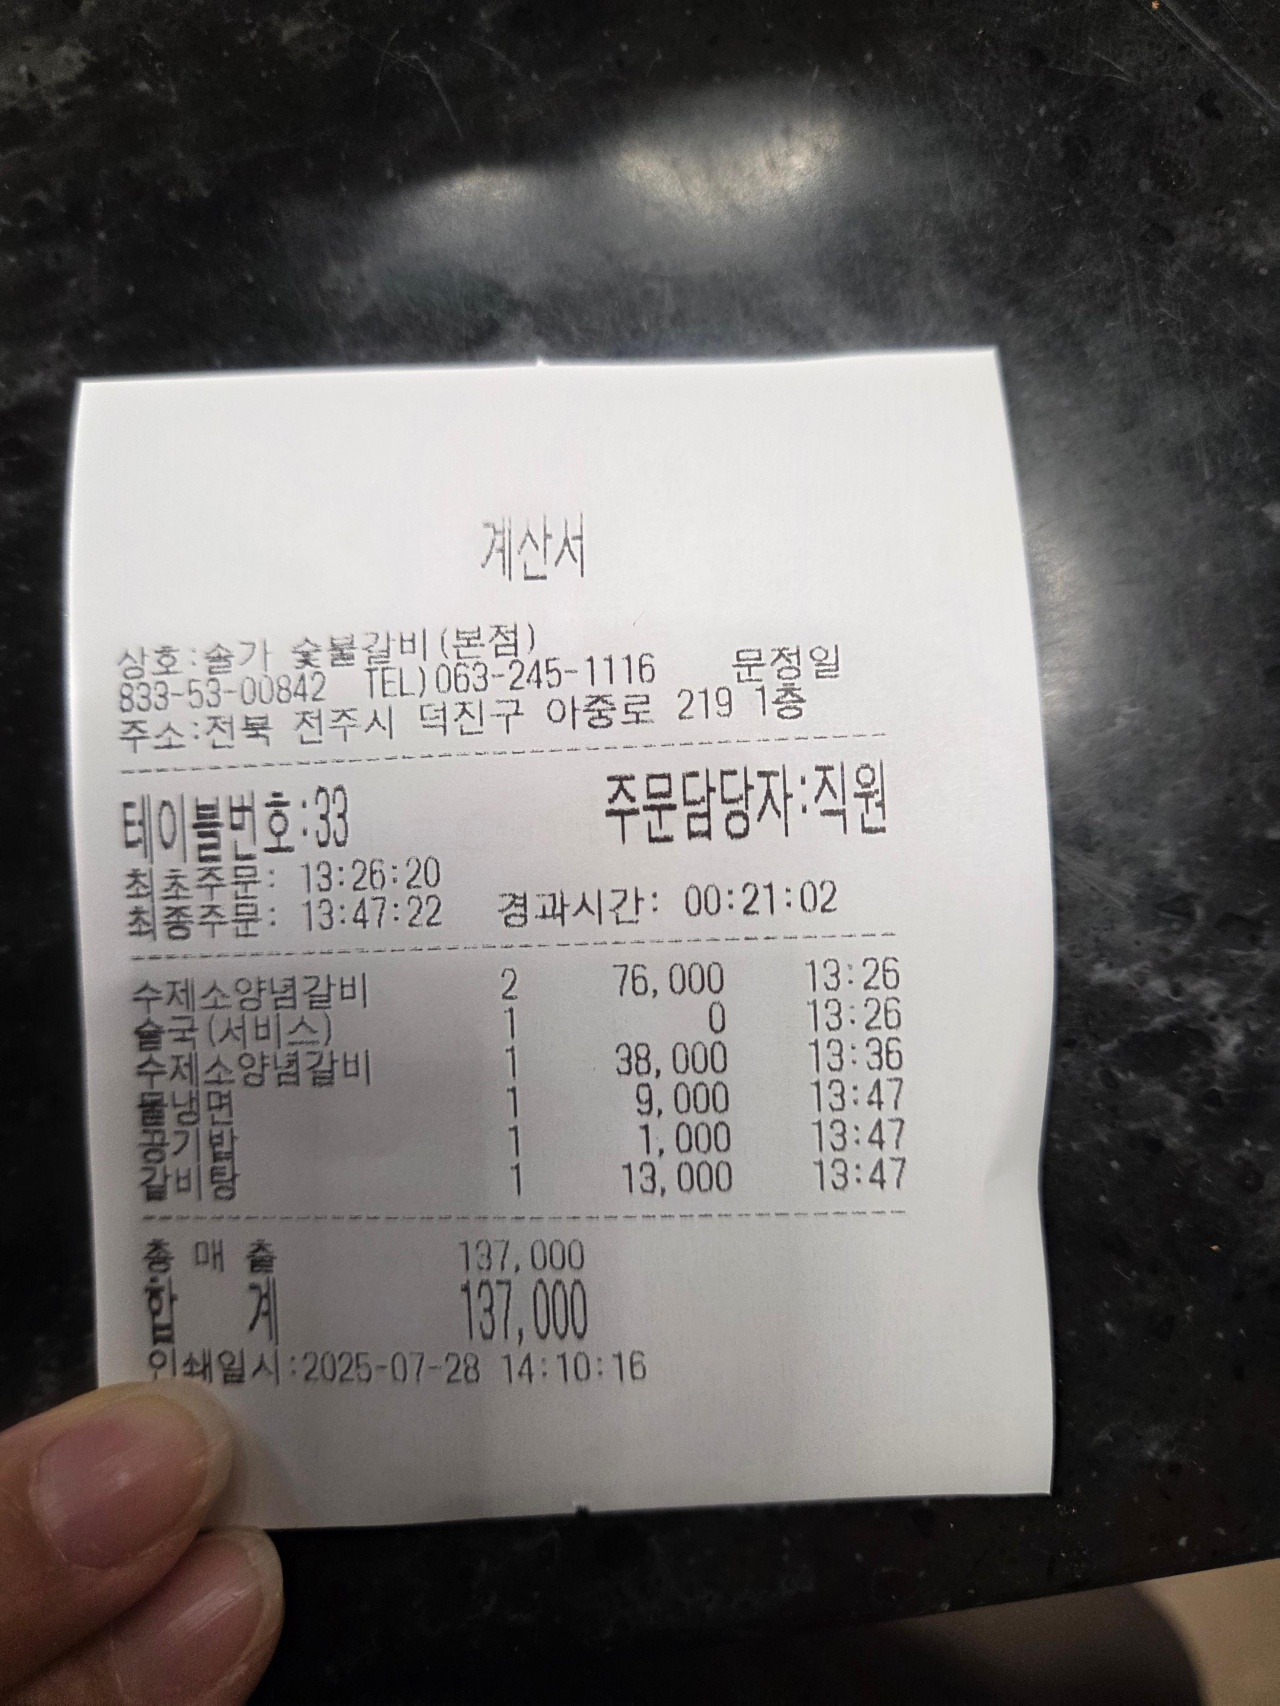 계산서
상호:솔가 숯불갈비(본점)
833-53-00842 TEL)063-245-1116 문정일
주소:전북 전주시 덕진구 아중로 219 1층
테이블번호:33 주문담당자:직원
최초주문: 13:26:20
최종주문: 13:47:22 경과시간: 00:21:02
수제소양념갈비 2 76,000 13:26
술국(서비스) 1 0 13:26
수제소양념갈비 1 38,000 13:36
물냉면 1 9,000 13:47
공기밥 1 1,000 13:47
갈비탕 1 13,000 13:47
총 매 출 137,000
합 계 137,000
인쇄일시:2025-07-28 14:10:16